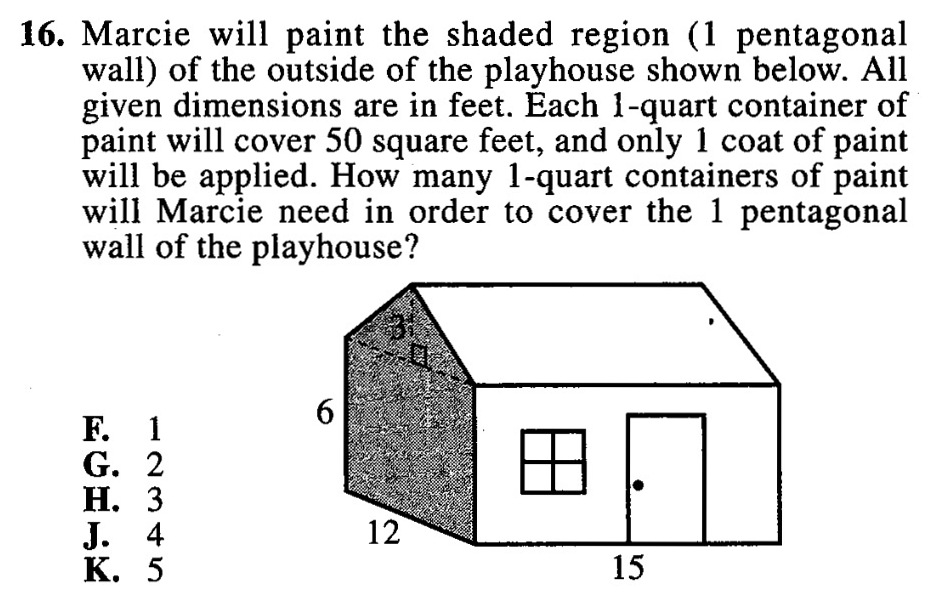 16. Marcie will paint the shaded region (1 pentagonal
wall) of the outside of the playhouse shown below. All
given dimensions are in feet. Each 1-quart container of
paint will cover 50 square feet, and only 1 coat of paint
will be applied. How many 1-quart containers of paint
will Marcie need in order to cover the 1 pentagonal
wall of the playhouse?
3
6
12
15
F. 1
G. 2
H. 3
J. 4
K. 5